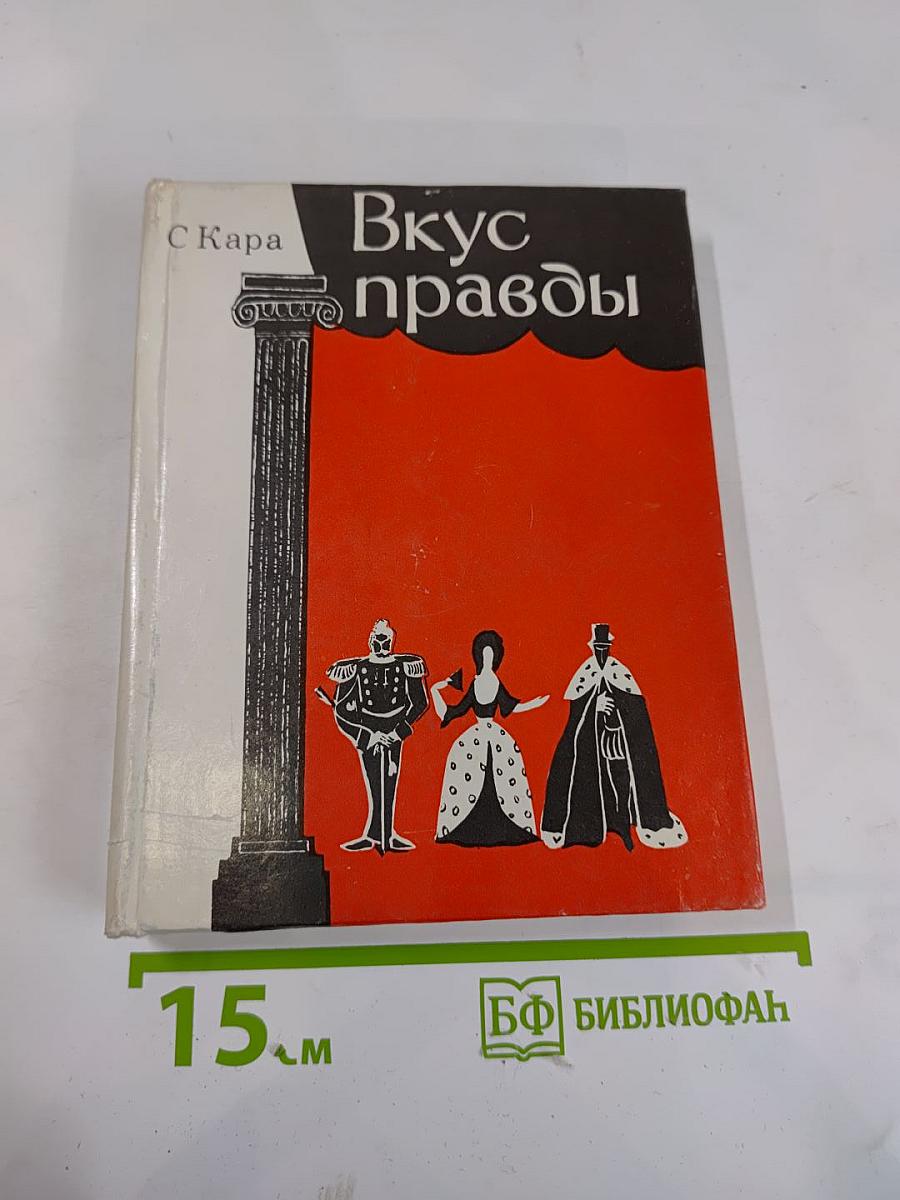 С Кара
Вкус
правды
15 см
БФ БИБЛИОФАН